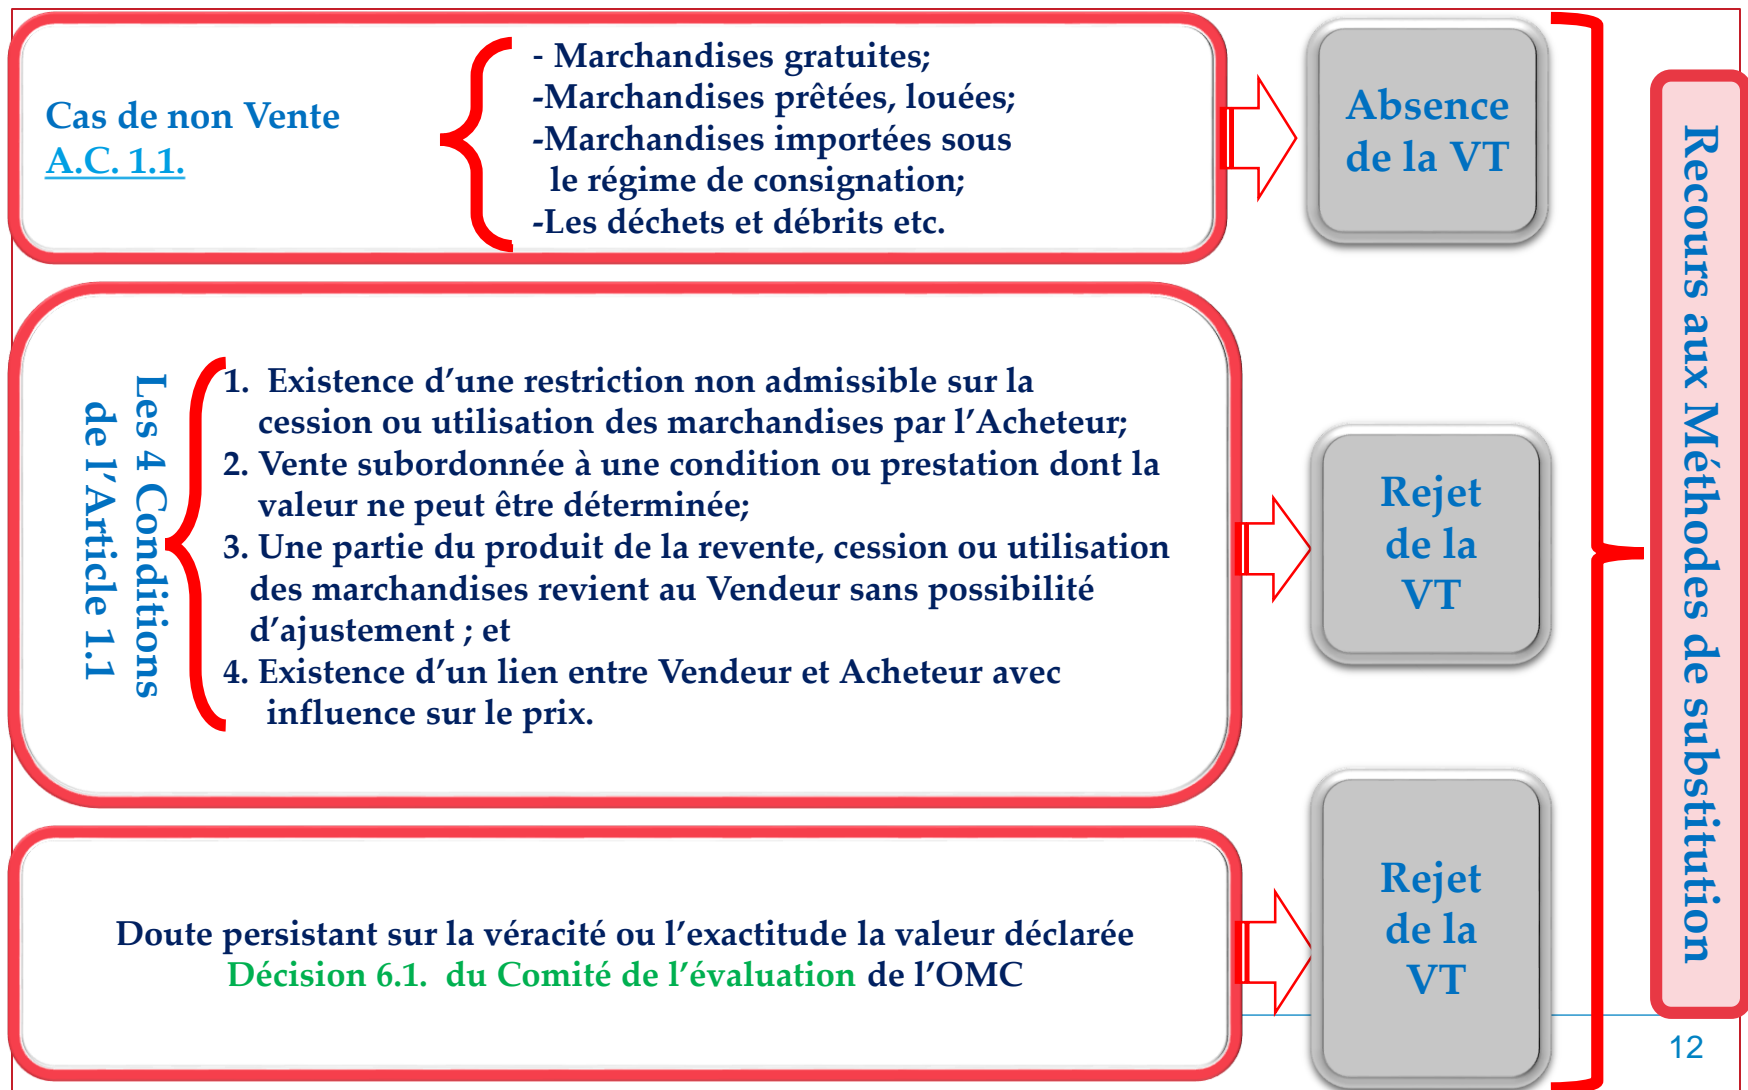 Cas de non Vente
A.C. 1.1.
- Marchandises gratuites;
-Marchandises prêtées, louées;
-Marchandises importées sous
le régime de consignation;
-Les déchets et débrits etc.
Absence
de la VT
Les 4 Conditions
de l’Article 1.1
1. Existence d’une restriction non admissible sur la
cession ou utilisation des marchandises par l’Acheteur;
2. Vente subordonnée à une condition ou prestation dont la
valeur ne peut être déterminée;
3. Une partie du produit de la revente, cession ou utilisation
des marchandises revient au Vendeur sans possibilité
d’ajustement ; et
4. Existence d’un lien entre Vendeur et Acheteur avec
influence sur le prix.
Rejet
de la
VT
Doute persistant sur la véracité ou l’exactitude la valeur déclarée
Décision 6.1. du Comité de l’évaluation de l’OMC
Rejet
de la
VT
Recours aux Méthodes de substitution
12